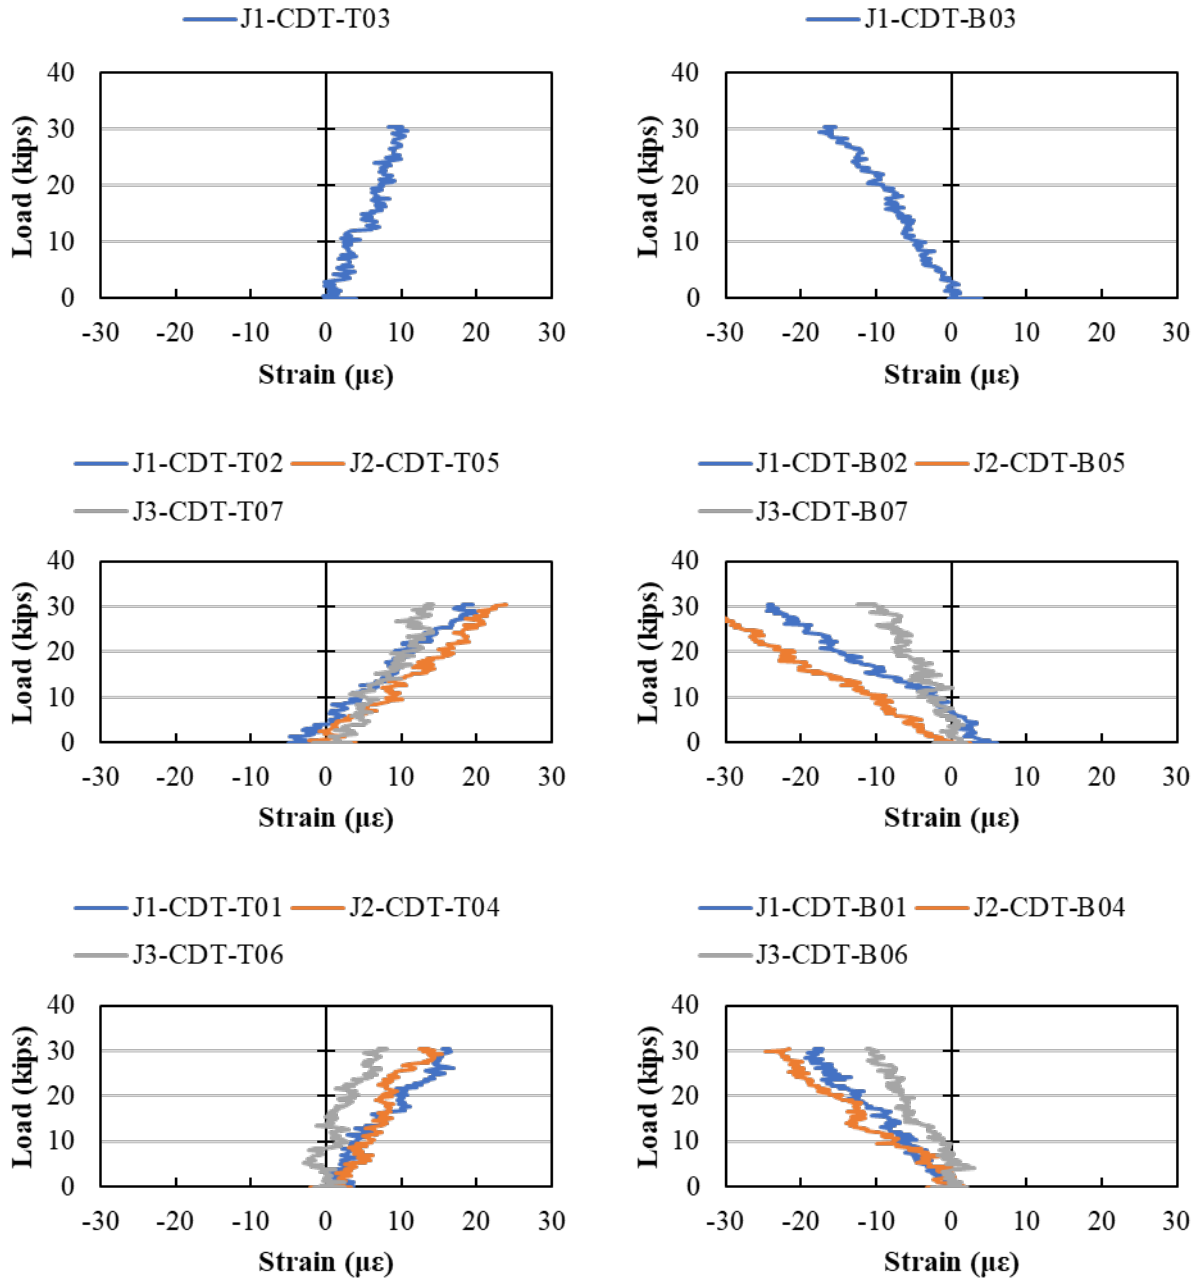 J1-CDT-T03
40
30
20
10
0
Load (kips)
-30 -20 -10 0 10 20 30
Strain (με)
J1-CDT-B03
40
30
20
10
0
Load (kips)
-30 -20 -10 0 10 20 30
Strain (με)
J1-CDT-T02 J2-CDT-T05
J3-CDT-T07
40
30
20
10
0
Load (kips)
-30 -20 -10 0 10 20 30
Strain (με)
J1-CDT-B02 J2-CDT-B05
J3-CDT-B07
40
30
20
10
0
Load (kips)
-30 -20 -10 0 10 20 30
Strain (με)
J1-CDT-T01 J2-CDT-T04
J3-CDT-T06
40
30
20
10
0
Load (kips)
-30 -20 -10 0 10 20 30
Strain (με)
J1-CDT-B01 J2-CDT-B04
J3-CDT-B06
40
30
20
10
0
Load (kips)
-30 -20 -10 0 10 20 30
Strain (με)